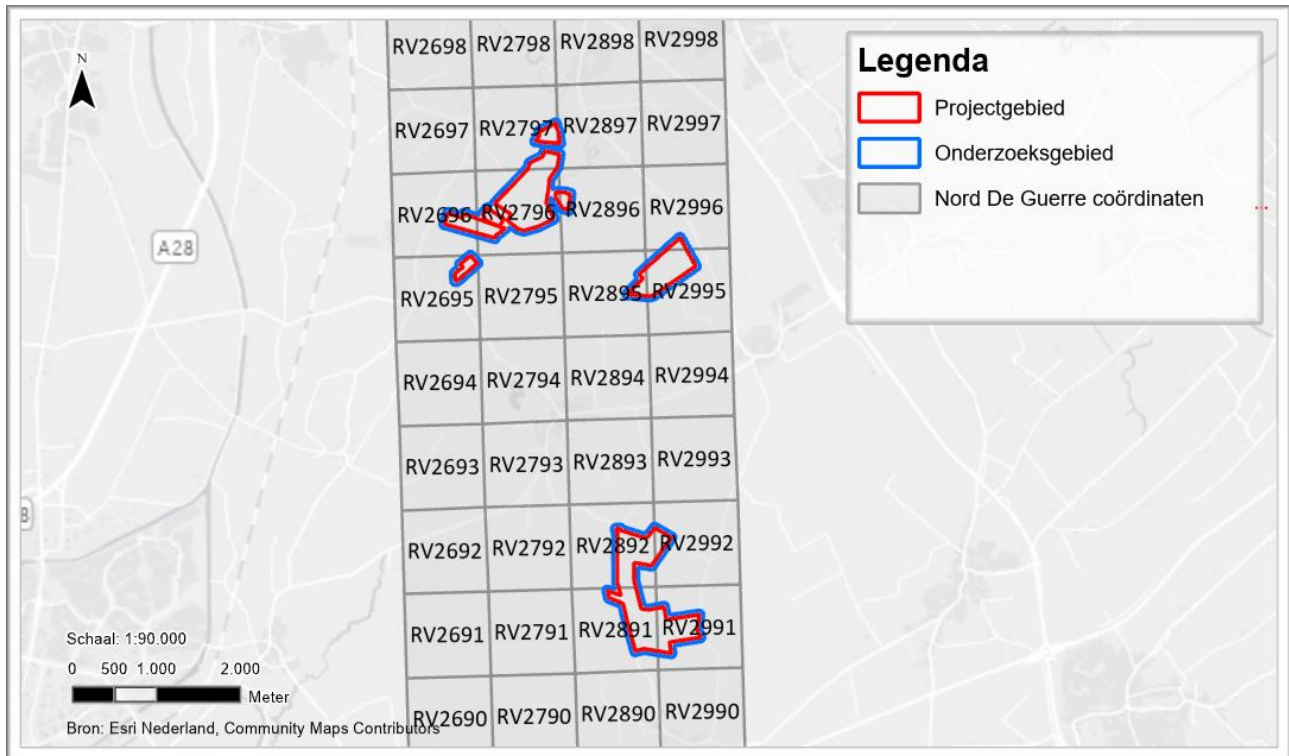 N
Legenda
Projectgebied
Onderzoeksgebied
Nord De Guerre coördinaten
RV2698 RV2798 RV2898 RV2998
RV2697 RV2797 RV2897 RV2997
RV2696 RV2796 RV2896 RV2996
A28
RV2695 RV2795 RV2895 RV2995
RV2694 RV2794 RV2894 RV2994
RV2693 RV2793 RV2893 RV2993
8
RV2692 RV2792 RV2892 RV2992
RV2691 RV2791 RV2891 RV2991
RV2690 RV2790 RV2890 RV2990
Schaal: 1:90.000
0 500 1.000 2.000
Meter
Bron: Esri Nederland, Community Maps Contributors